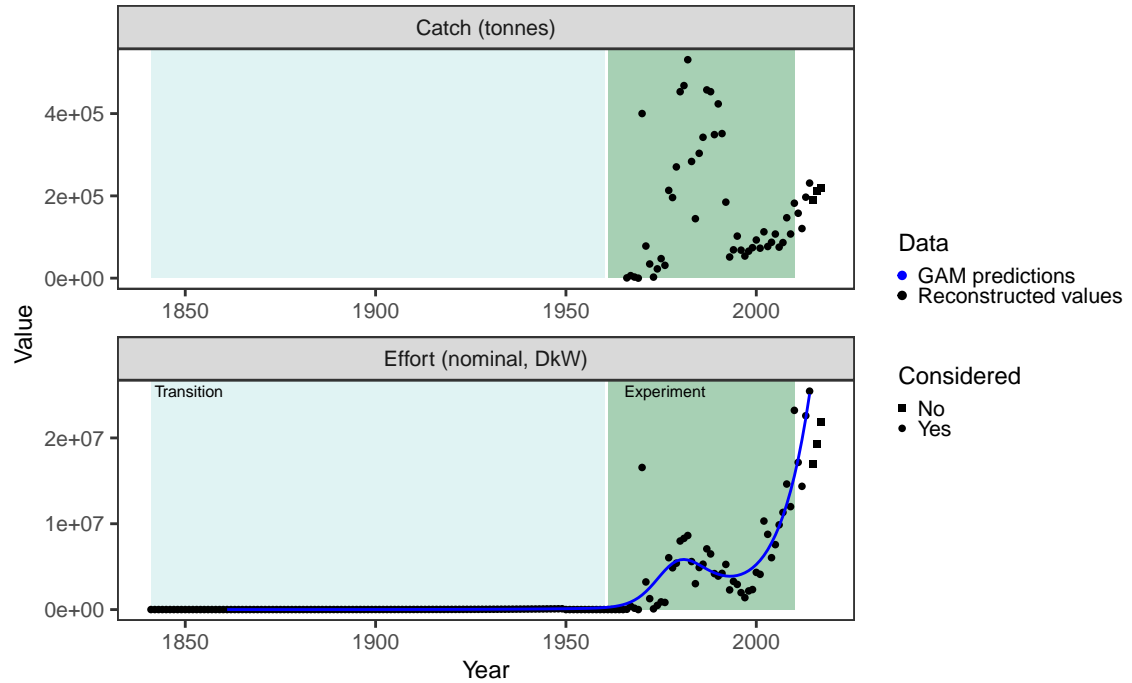 Catch (tonnes)
4e+05
2e+05
0e+00
1850 1900 1950 2000
Value
Effort (nominal, DkW)
Transition Experiment
2e+07
1e+07
0e+00
1850 1900 1950 2000
Year
Data
GAM predictions
Reconstructed values
Considered
No
Yes